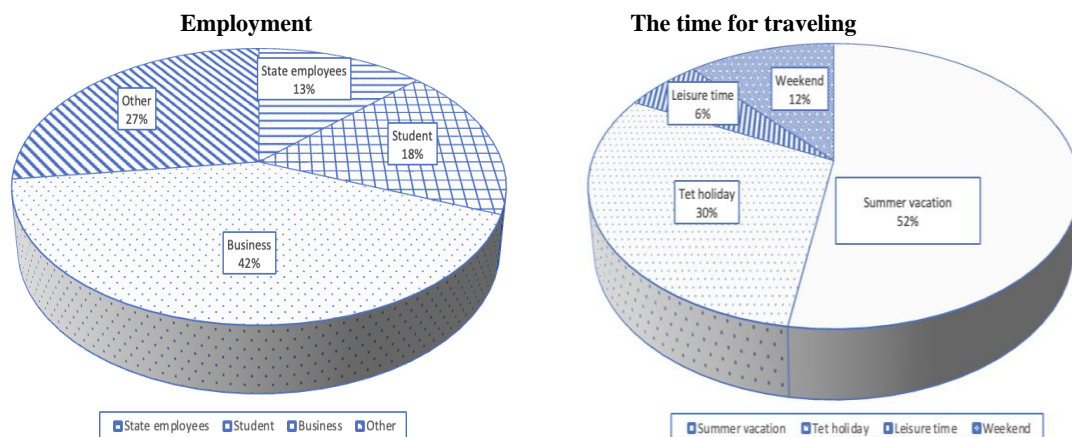 Employment
State employees
13%
Student
18%
Business
42%
Other
27%
State employees Student Business Other
The time for traveling
Weekend
12%
Leisure time
6%
Tet holiday
30%
Summer vacation
52%
Summer vacation Tet holiday Leisure time Weekend